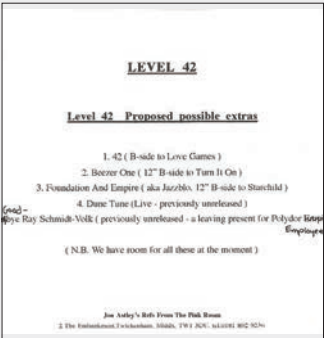 LEVEL 42
Level 42 Proposed possible extras
1. 42 ( B-side to Love Games )
2. Beezer One ( 12" B-side to Turn It On )
3. Foundation And Empire ( aka Jazzblo, 12" B-side to Starchild )
4. Dune Tune (Live - previously unreleased )
Good-
bye Ray Schmidt-Volk ( previously unreleased - a leaving present for Polydor
Employee
( N.B. We have room for all these at the moment )
Jon Astley's Refs From The Pink Room
2 The Embankment, Twickenham, Middx, TW1 3DU.